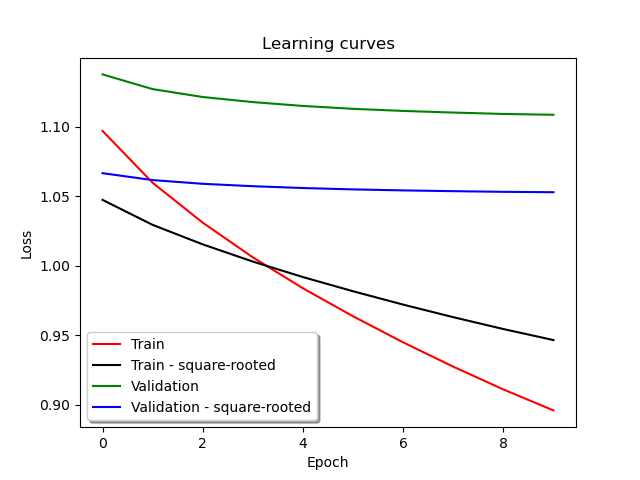 Learning curves
Loss
1.10
1.05
1.00
0.95
0.90
Train
Train - square-rooted
Validation
Validation - square-rooted
0 2 4 6 8
Epoch